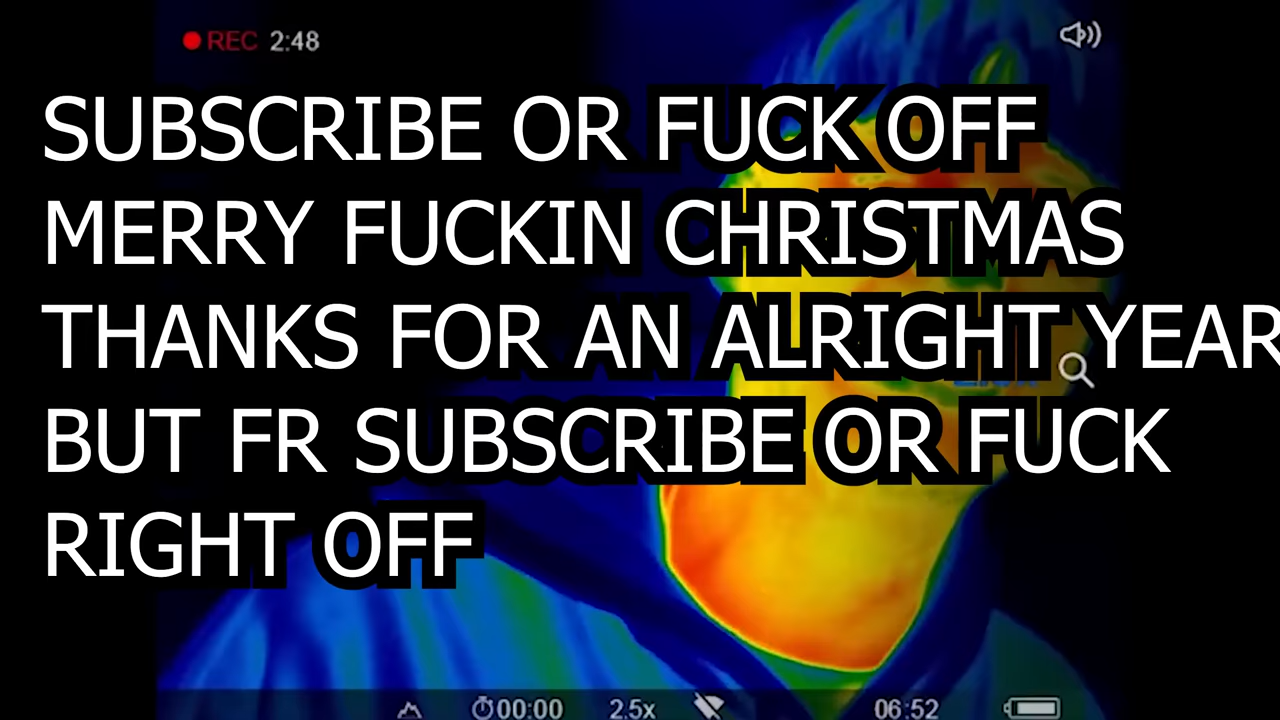 REC 2:48
SUBSCRIBE OR FUCK OFF
MERRY FUCKIN CHRISTMAS
THANKS FOR AN ALRIGHT YEAR
BUT FR SUBSCRIBE OR FUCK
RIGHT OFF
00:00 2.5x 06:52